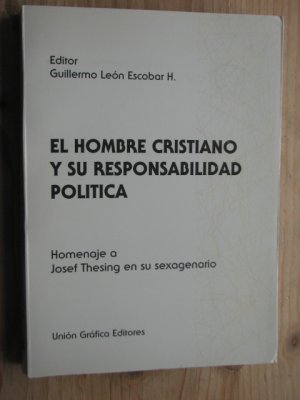 Editor
Guillermo León Escobar H.
EL HOMBRE CRISTIANO
Y SU RESPONSABILIDAD
POLITICA
Homenaje a
Josef Thesing en su sexagenario
Unión Gráfica Editores